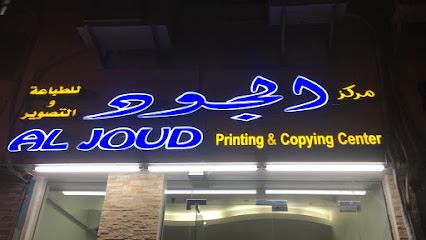 مركز الجود للطباعة و التصوير
AL JOUD Printing & Copying Center